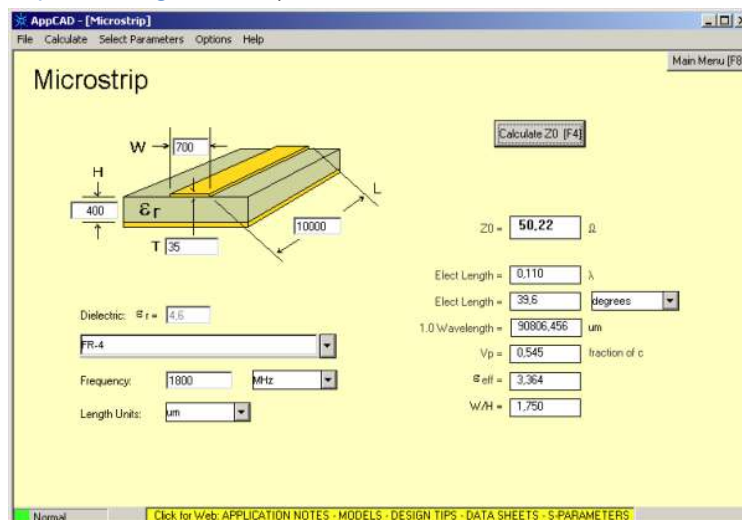 AppCAD - [Microstrip]
File Calculate Select Parameters Options Help
Main Menu [F8
Microstrip
Calculate Z0 [F4]
W
700
H
L
400
εr
10000
T 35
Z0 = 50,22 Ω
Elect Length = 0,110 λ
Elect Length = 39,6 degrees
Dielectric: εr = 4,6
1.0 Wavelength = 90806,456 um
FR-4
Vp = 0,545 fraction of c
Frequency: 1800 MHz
εeff = 3,364
Length Units: um
W/H = 1,750
Normal
Click for Web: APPLICATION NOTES - MODELS - DESIGN TIPS - DATA SHEETS - S-PARAMETERS